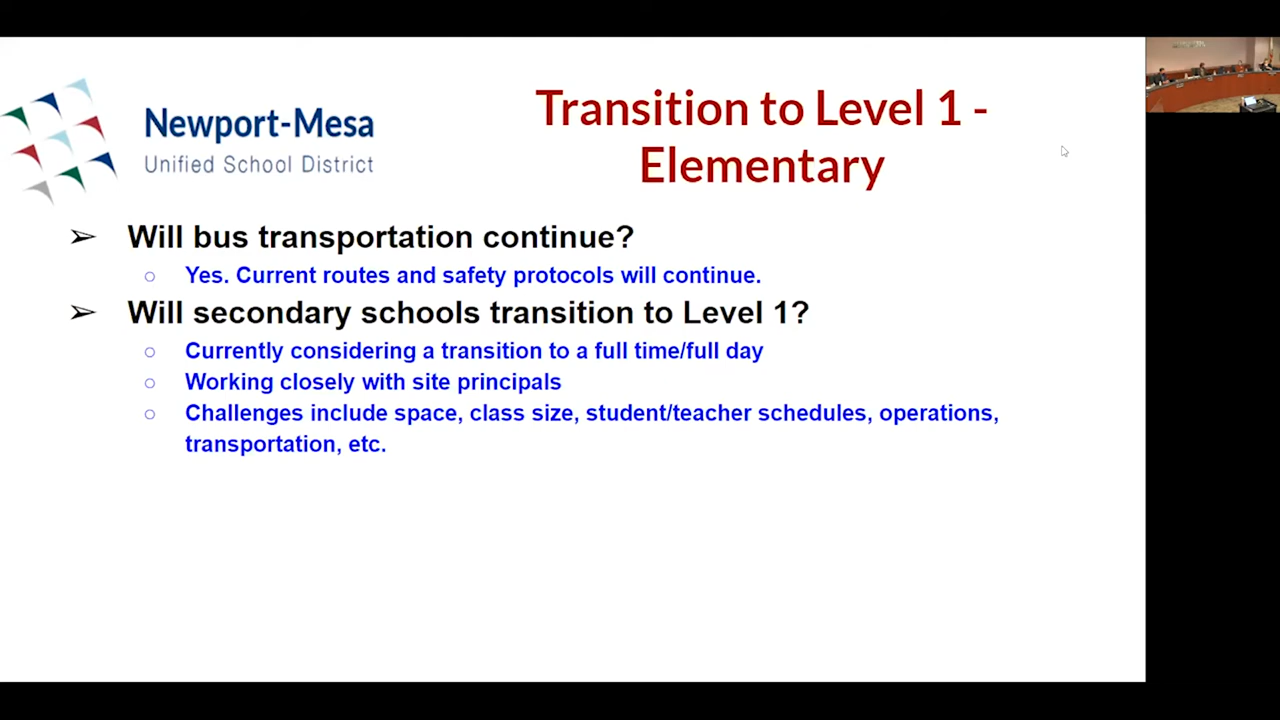 Newport-Mesa
Unified School District
Transition to Level 1 -
Elementary
➢ Will bus transportation continue?
○ Yes. Current routes and safety protocols will continue.
➢ Will secondary schools transition to Level 1?
○ Currently considering a transition to a full time/full day
○ Working closely with site principals
○ Challenges include space, class size, student/teacher schedules, operations,
transportation, etc.